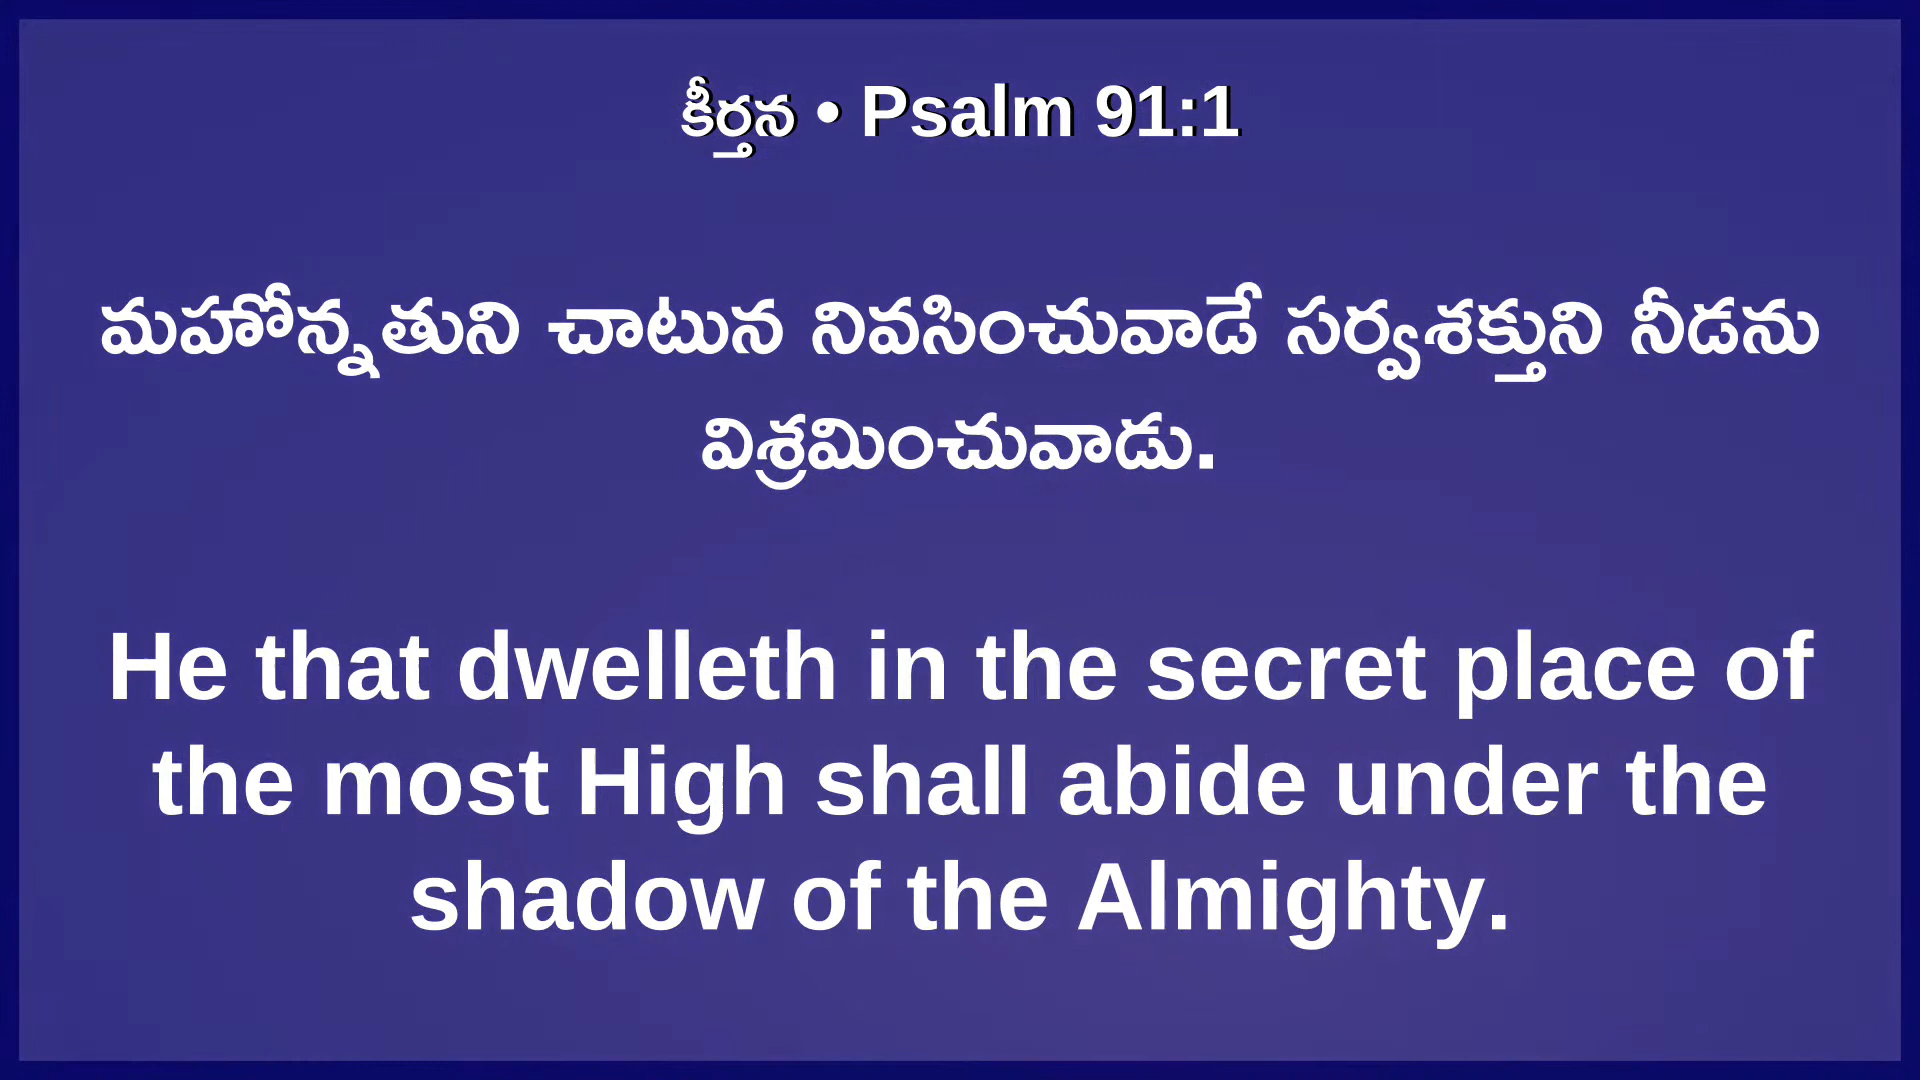 కీర్తన • Psalm 91:1
మహోన్నతుని చాటున నివసించువాడే సర్వశక్తుని నీడను
విశ్రమించువాడు.
He that dwelleth in the secret place of
the most High shall abide under the
shadow of the Almighty.